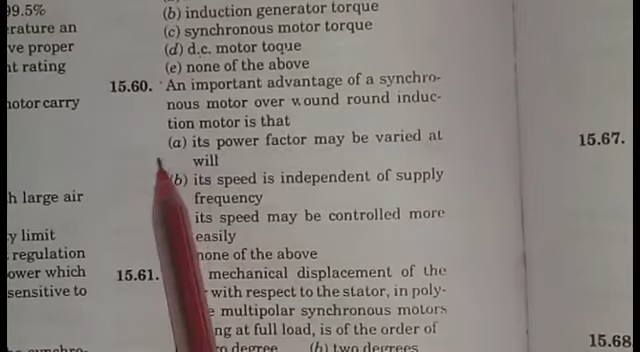 99.5%
erature an
ve proper
nt rating
notor carry
h large air
y limit
regulation
ower which
sensitive to
(b) induction generator torque
(c) synchronous motor torque
(d) d.c. motor toque
(e) none of the above
15.60. An important advantage of a synchro-
nous motor over wound round induc-
tion motor is that
(a) its power factor may be varied at
will
(b) its speed is independent of supply
frequency
its speed may be controlled more
easily
none of the above
15.61. mechanical displacement of the
with respect to the stator, in poly-
e multipolar synchronous motors
ng at full load, is of the order of
degree (b) two degrees
15.67.
15.68